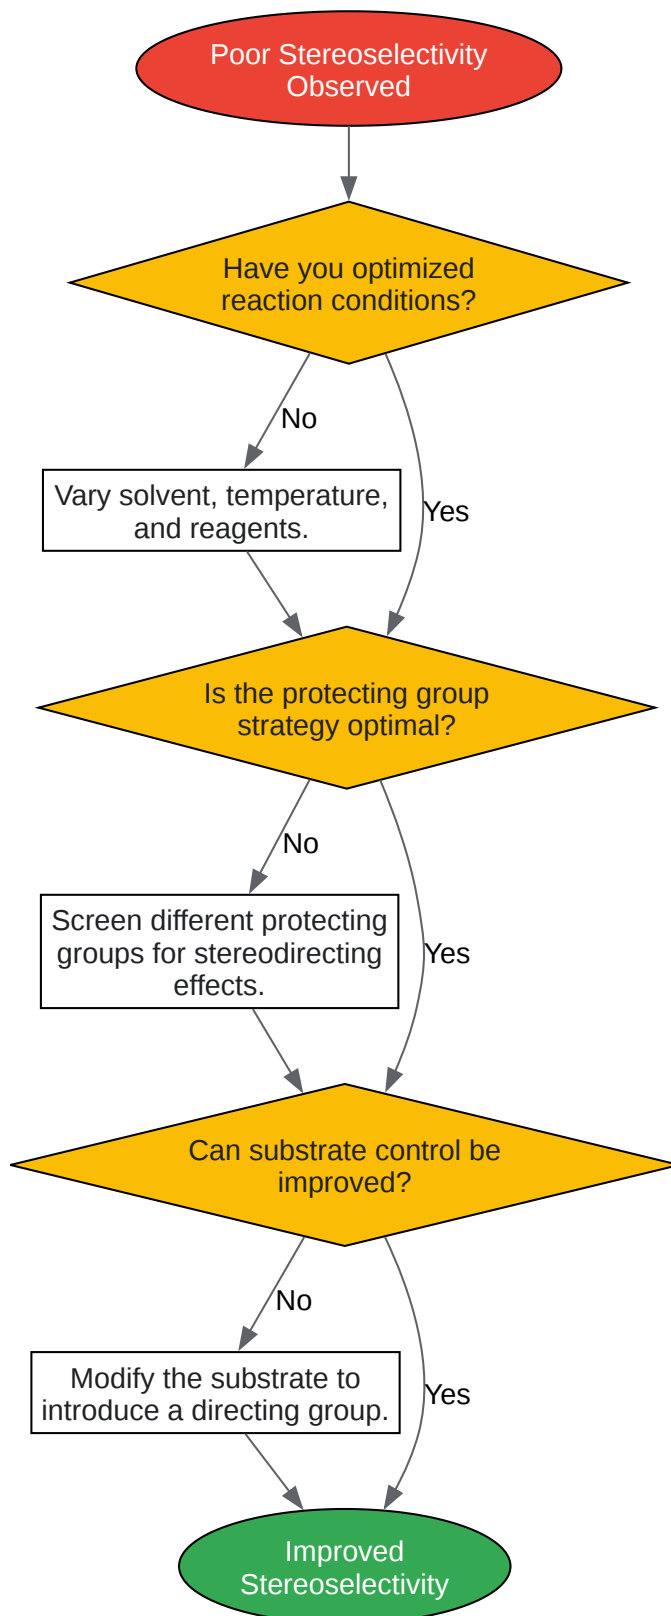 Poor Stereoselectivity
Observed
Have you optimized
reaction conditions?
No
Vary solvent, temperature,
and reagents.
Yes
Is the protecting group
strategy optimal?
No
Screen different protecting
groups for stereodirecting
effects.
Yes
Can substrate control be
improved?
No
Modify the substrate to
introduce a directing group.
Yes
Improved
Stereoselectivity